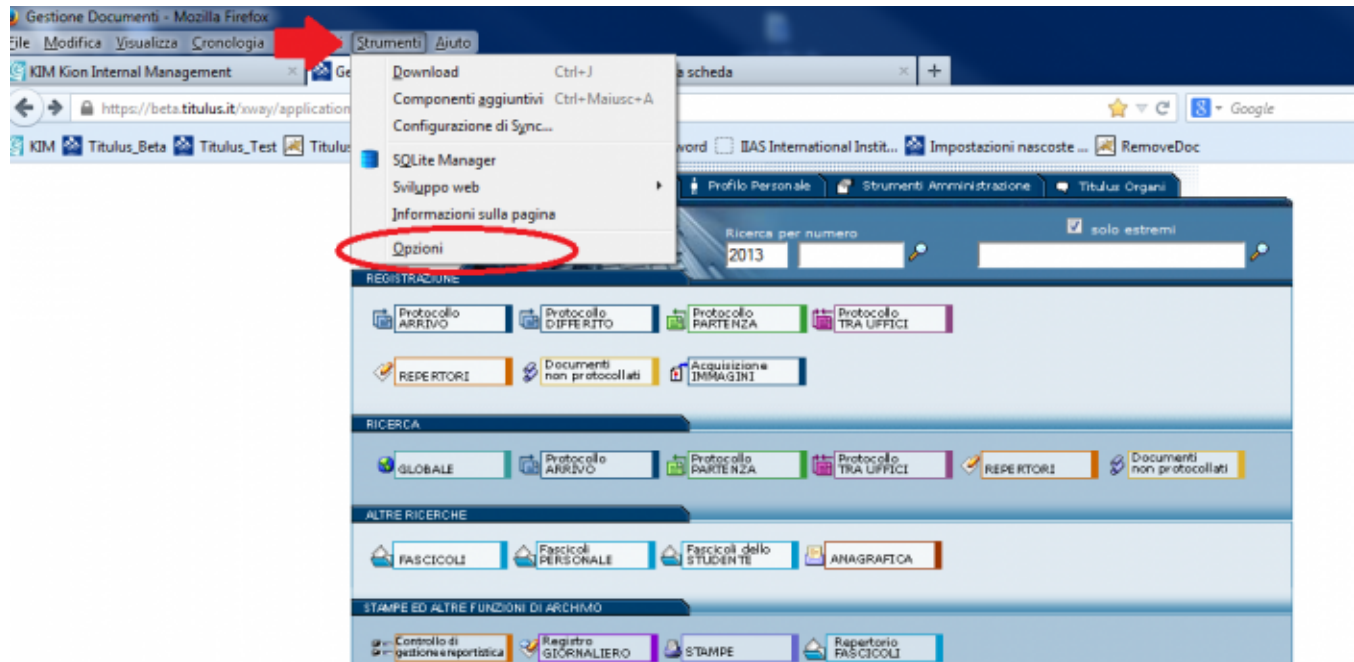 Gestione Documenti - Mozilla Firefox
File Modifica Visualizza Cronologia Strumenti Aiuto
KIM Kion Internal Management Ge a scheda
https://beta.titulus.it/xway/application Google
KIM Titulus_Beta Titulus_Test Titulus word IIAS International Instit... Impostazioni nascoste ... RemoveDoc
Download Ctrl+J
Componenti aggiuntivi Ctrl+Maiusc+A
Configurazione di Sync...
SQLite Manager
Sviluppo web
Informazioni sulla pagina
Opzioni
Profilo Personale Strumenti Amministrazione Titulus Organi
Ricerca per numero solo estremi
2013
REGISTRAZIONE
Protocollo ARRIVO
Protocollo DIFFERITO
Protocollo PARTENZA
Protocollo TRA UFFICI
REPERTORI
Documenti non protocollati
Acquisizione IMMAGINI
RICERCA
GLOBALE
Protocollo ARRIVO
Protocollo PARTENZA
Protocollo TRA UFFICI
REPERTORI
Documenti non protocollati
ALTRE RICERCHE
FASCICOLI
Fascicoli PERSONALE
Fascicoli dello STUDENTE
ANAGRAFICA
STAMPE ED ALTRE FUNZIONI DI ARCHIVIO
Controllo di gestione e reportistica
Registro GIORNALIERO
STAMPE
Repertorio FASCICOLI